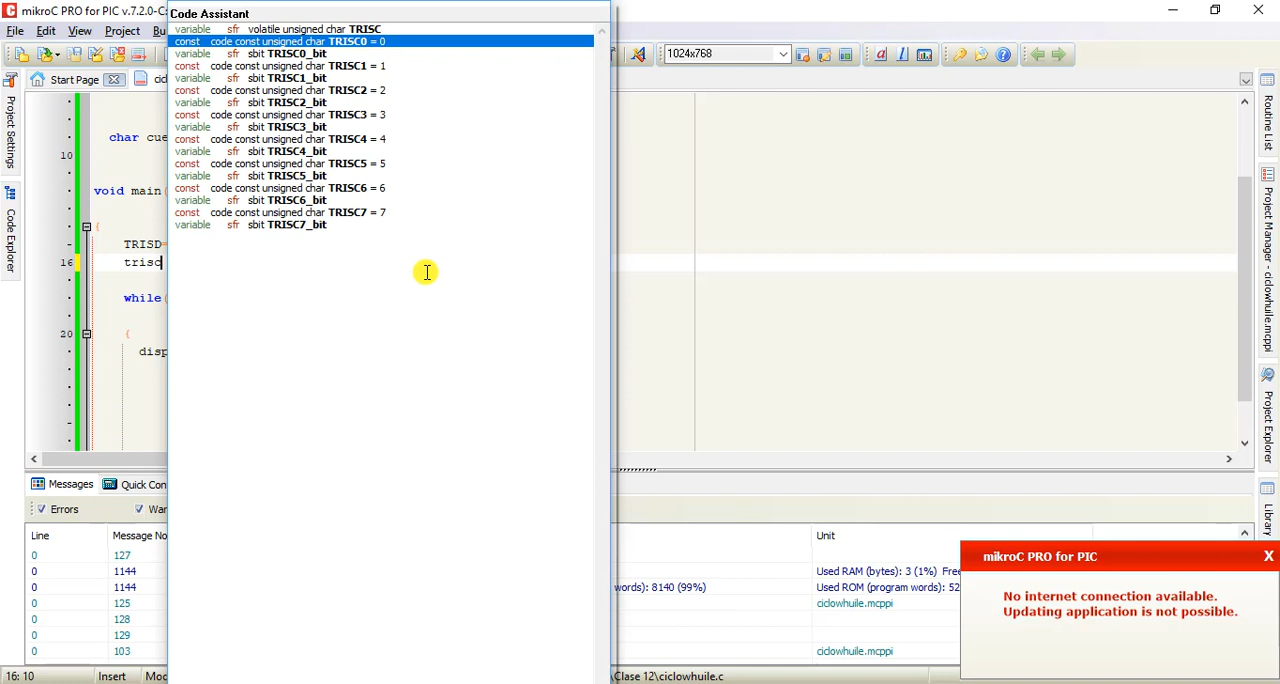 mikroC PRO for PIC v.7.2.0 - C:
File Edit View Project Bu
1024x768
Start Page cic
Project Settings
Code Explorer
Code Assistant
variable sfr volatile unsigned char TRISC
const code const unsigned char TRISC0 = 0
variable sfr sbit TRISC0_bit
const code const unsigned char TRISC1 = 1
variable sfr sbit TRISC1_bit
const code const unsigned char TRISC2 = 2
variable sfr sbit TRISC2_bit
const code const unsigned char TRISC3 = 3
variable sfr sbit TRISC3_bit
const code const unsigned char TRISC4 = 4
variable sfr sbit TRISC4_bit
const code const unsigned char TRISC5 = 5
variable sfr sbit TRISC5_bit
const code const unsigned char TRISC6 = 6
variable sfr sbit TRISC6_bit
const code const unsigned char TRISC7 = 7
variable sfr sbit TRISC7_bit
char cue
10
void main(
{
TRISD=
16 trisc
while(
20 {
disp
Routine List
Project Manager - ciclowhuile.mcppi
Project Explorer
Library
Messages Quick Con
Errors War
Line Message No Unit
0 127
0 1144 Used RAM (bytes): 3 (1%) Free
0 1144 words): 8140 (99%) Used ROM (program words): 52
0 125 ciclowhuile.mcppi
0 128
0 129
0 103 ciclowhuile.mcppi
mikroC PRO for PIC X
No internet connection available.
Updating application is not possible.
16: 10 Insert Mod \Clase 12\ciclowhuile.c